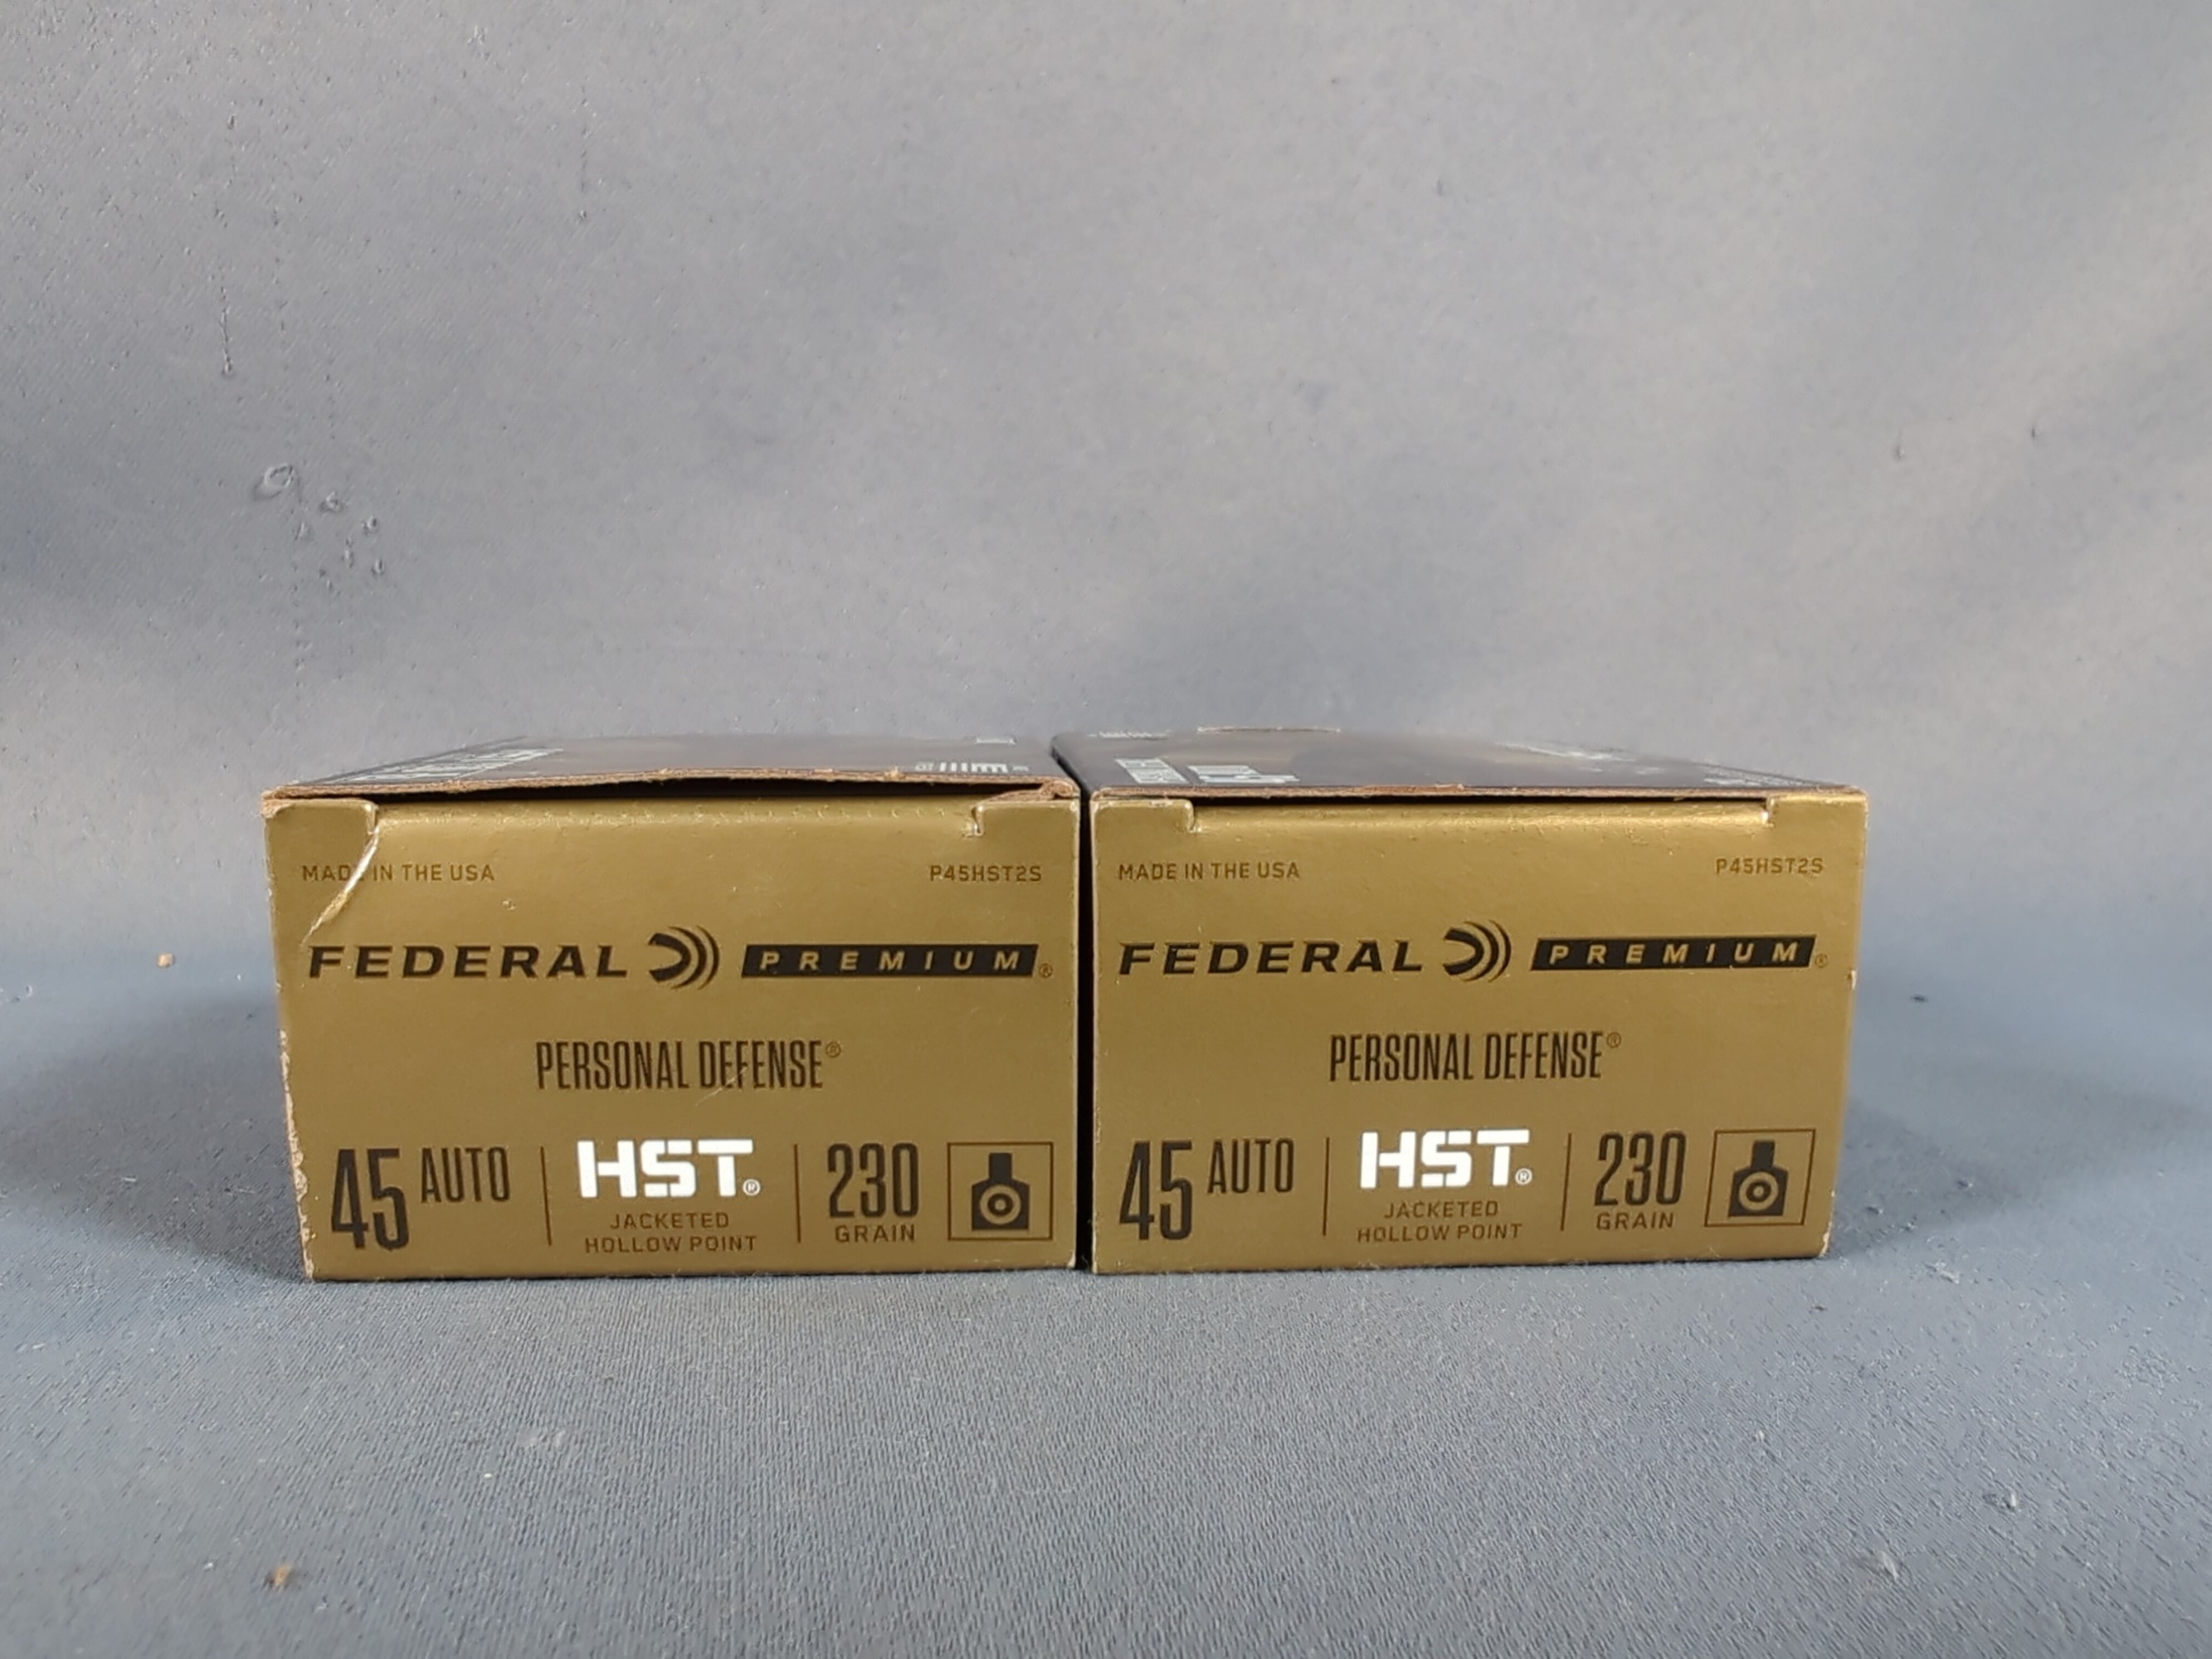 MADE IN THE USA P45HST2S
FEDERAL PREMIUM®
PERSONAL DEFENSE®
45 AUTO HST® 230
JACKETED
HOLLOW POINT
GRAIN
MADE IN THE USA P45HST2S
FEDERAL PREMIUM®
PERSONAL DEFENSE®
45 AUTO HST® 230
JACKETED
HOLLOW POINT
GRAIN